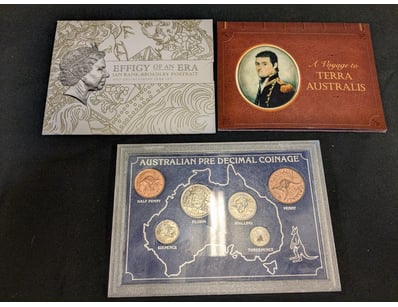 EFFIGY OF AN ERA
IAN RANK-BROADLEY PORTRAIT
A Voyage to
TERRA
AUSTRALIS
AUSTRALIAN PRE DECIMAL COINAGE
HALF PENNY
FLORIN
SHILLING
PENNY
SIXPENCE
THREEPENCE